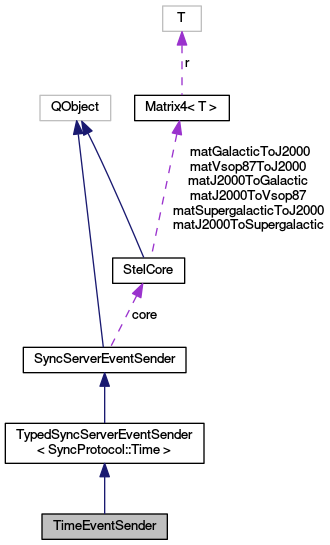 T
r
QObject
Matrix4< T >
matGalacticToJ2000
matVsop87ToJ2000
matJ2000ToGalactic
matJ2000ToVsop87
matSupergalacticToJ2000
matJ2000ToSupergalactic
StelCore
core
SyncServerEventSender
TypedSyncServerEventSender
< SyncProtocol::Time >
TimeEventSender